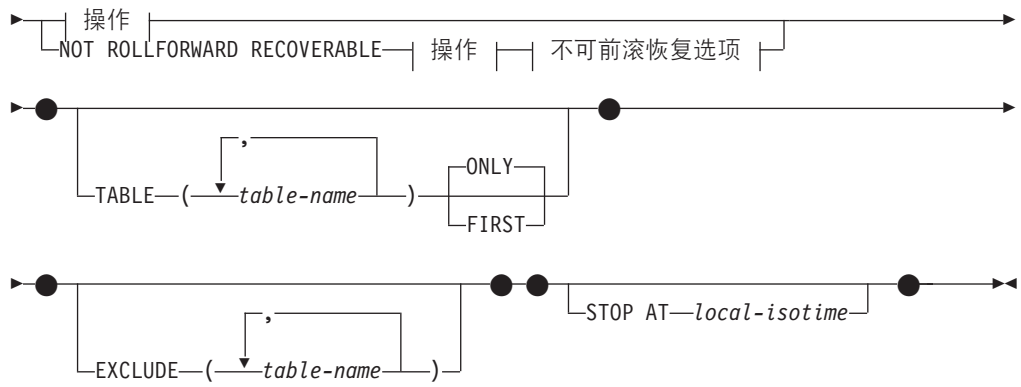 操作
NOT ROLLFORWARD RECOVERABLE 操作 不可前滚恢复选项
,
ONLY
TABLE ( table-name )
FIRST
,
STOP AT local-isotime
EXCLUDE ( table-name )